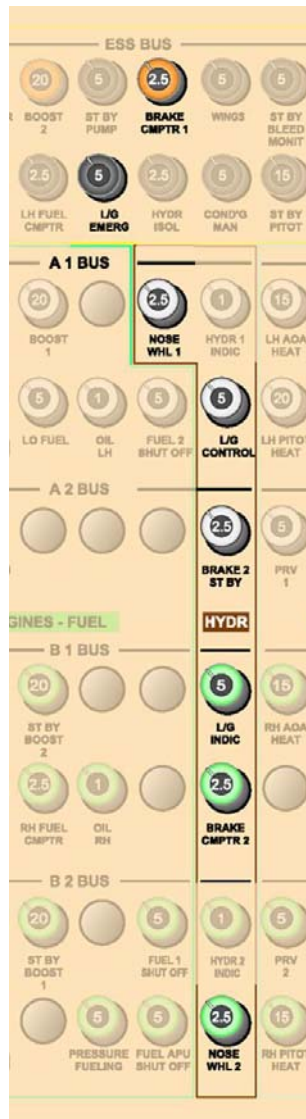 ESS BUS
20 5 2.5 5 5
BOOST 2
ST BY PUMP
BRAKE CMPTR 1
WINGS
ST BY BLEED MONIT
2.5 5 2.5 5 15
LH FUEL CMPTR
L/G EMERG
HYDR ISOL
COND'G MAN
ST BY PITOT
A 1 BUS
20 2.5 1 15
BOOST 1
NOSE WHL 1
HYDR 1 INDIC
LH AOA HEAT
5 1 5 5 20
LO FUEL
OIL LH
FUEL 2 SHUT OFF
L/G CONTROL
LH PITOT HEAT
A 2 BUS
2.5 5
BRAKE 2 ST BY
PRV 1
GINES - FUEL
HYDR
B 1 BUS
20 5 15
ST BY BOOST 2
L/G INDIC
RH AOA HEAT
2.5 1 2.5
RH FUEL CMPTR
OIL RH
BRAKE CMPTR 2
B 2 BUS
20 5 1 5
ST BY BOOST 1
FUEL 1 SHUT OFF
HYDR 2 INDIC
PRV 2
5 5 2.5 15
PRESSURE FUELING
FUEL APU SHUT OFF
NOSE WHL 2
RH PITOT HEAT